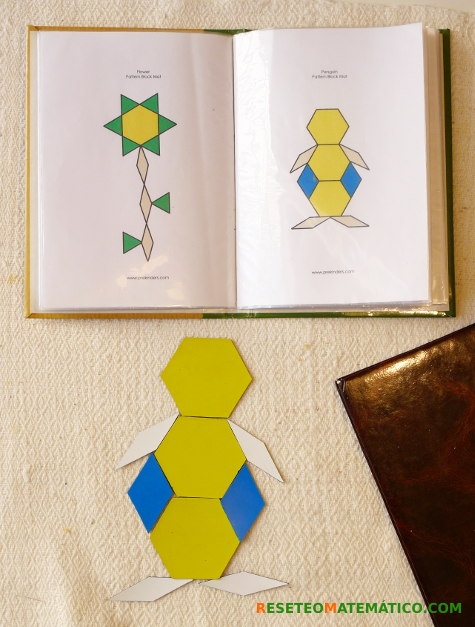 Flower
Pattern Block Mat
www.prekinders.com
Penguin
Pattern Block Mat
www.prekinders.com
RESETEOMATEMÁTICO.COM